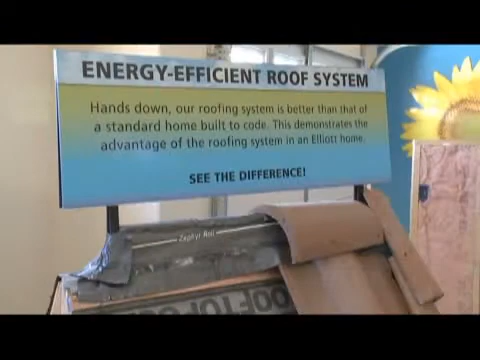 ENERGY-EFFICIENT ROOF SYSTEM
Hands down, our roofing system is better than that of
a standard home built to code. This demonstrates the
advantage of the roofing system in an Elliott home.
SEE THE DIFFERENCE!
Zephyr Roll